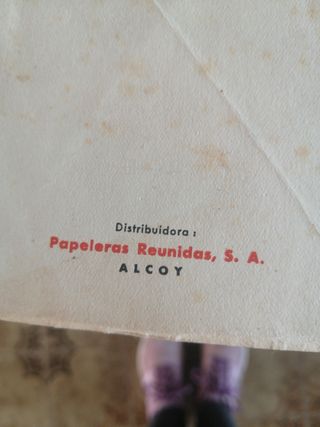 Distribuidora :
Papeleras Reunidas, S. A.
ALCOY